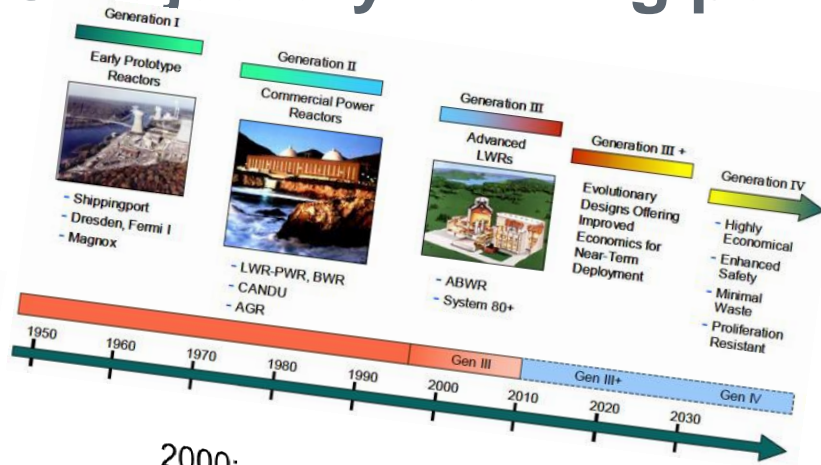 Generation I
Early Prototype
Reactors
- Shippingport
- Dresden, Fermi I
- Magnox
Generation II
Commercial Power
Reactors
- LWR-PWR, BWR
- CANDU
- AGR
Generation III
Advanced
LWRs
- ABWR
- System 80+
Generation III +
Evolutionary
Designs Offering
Improved
Economics for
Near-Term
Deployment
Generation IV
- Highly
Economical
- Enhanced
Safety
- Minimal
Waste
- Proliferation
Resistant
Gen III
Gen III+
Gen IV
1950
1960
1970
1980
1990
2000
2010
2020
2030
2000: